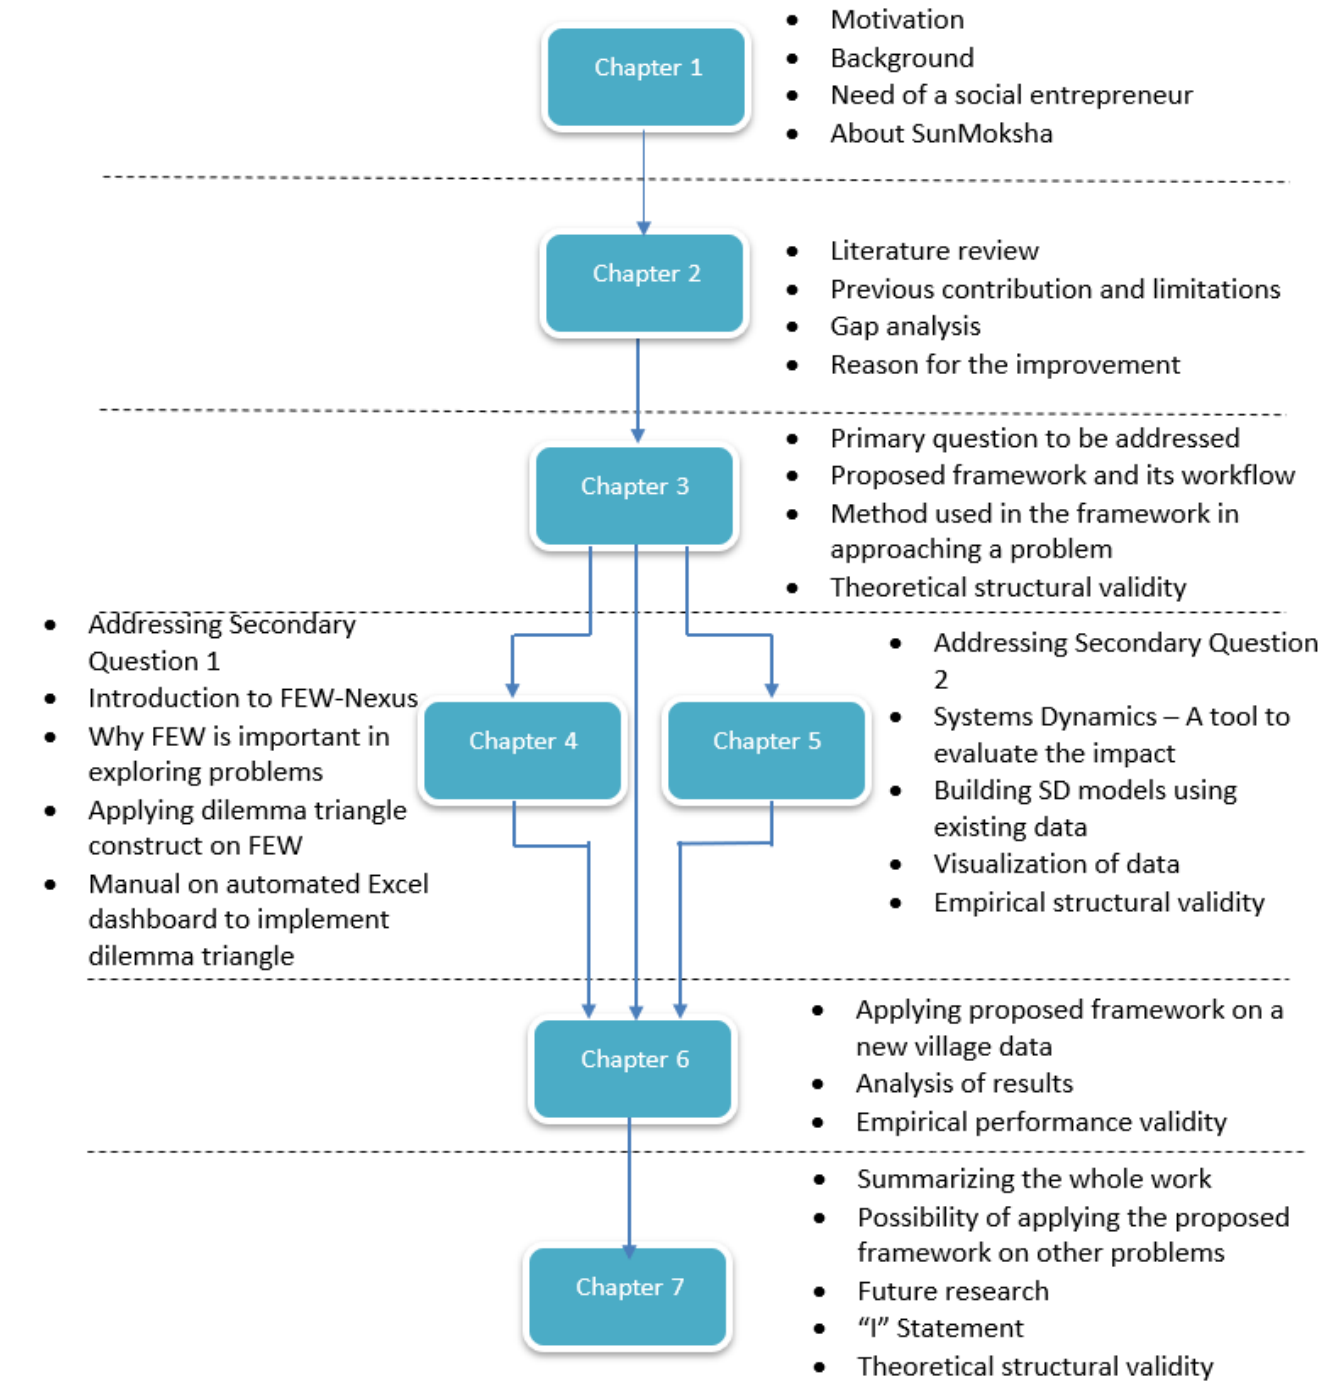 Chapter 1
• Motivation
• Background
• Need of a social entrepreneur
• About SunMoksha
Chapter 2
• Literature review
• Previous contribution and limitations
• Gap analysis
• Reason for the improvement
Chapter 3
• Primary question to be addressed
• Proposed framework and its workflow
• Method used in the framework in
approaching a problem
• Theoretical structural validity
• Addressing Secondary
Question 1
• Introduction to FEW-Nexus
• Why FEW is important in
exploring problems
• Applying dilemma triangle
construct on FEW
• Manual on automated Excel
dashboard to implement
dilemma triangle
Chapter 4
Chapter 5
• Addressing Secondary Question
2
• Systems Dynamics – A tool to
evaluate the impact
• Building SD models using
existing data
• Visualization of data
• Empirical structural validity
Chapter 6
• Applying proposed framework on a
new village data
• Analysis of results
• Empirical performance validity
Chapter 7
• Summarizing the whole work
• Possibility of applying the proposed
framework on other problems
• Future research
• “I” Statement
• Theoretical structural validity